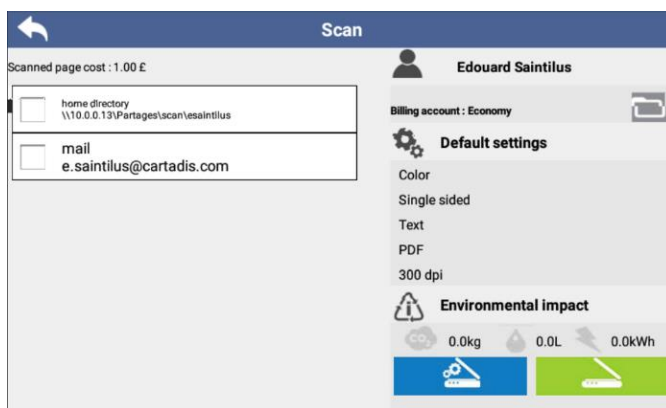 Scan
Scanned page cost : 1.00 £
home directory
\\10.0.0.13\Partages\scan\esaintilus
mail
e.saintilus@cartadis.com
Edouard Saintilus
Billing account : Economy
Default settings
Color
Single sided
Text
PDF
300 dpi
Environmental impact
CO2 0.0kg 0.0L 0.0kWh